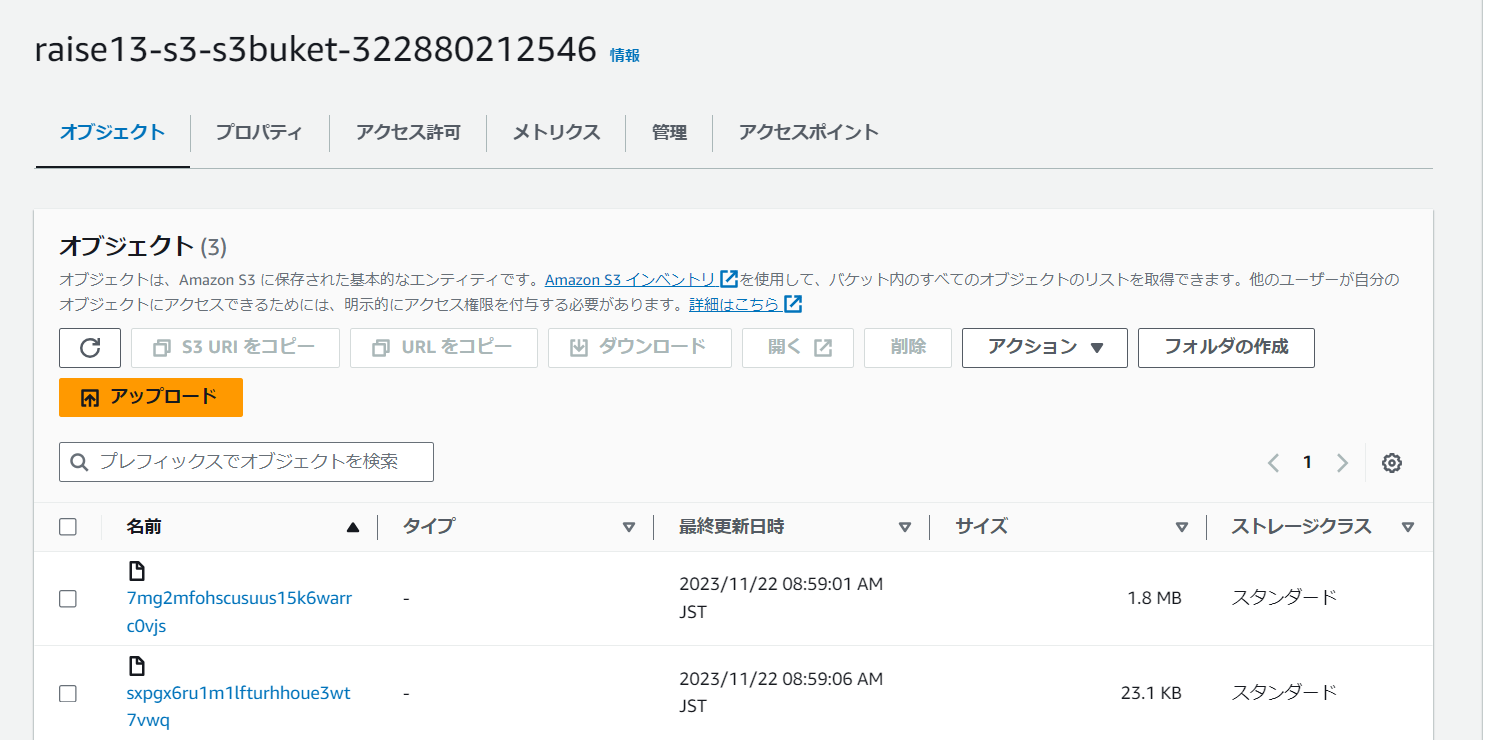 raise13-s3-s3buket-322880212546 情報
オブジェクト プロパティ アクセス許可 メトリクス 管理 アクセスポイント
オブジェクト (3)
オブジェクトは、Amazon S3 に保存された基本的なエンティティです。Amazon S3 インベントリ を使用して、バケット内のすべてのオブジェクトのリストを取得できます。他のユーザーが自分の
オブジェクトにアクセスできるためには、明示的にアクセス権限を付与する必要があります。詳細はこちら
S3 URI をコピー URL をコピー ダウンロード 開く 削除 アクション フォルダの作成
アップロード
プレフィックスでオブジェクトを検索 1
名前 タイプ 最終更新日時 サイズ ストレージクラス
7mg2mfohscusuus15k6warr - 2023/11/22 08:59:01 AM 1.8 MB スタンダード
c0vjs JST
sxpgx6ru1m1lfturhhoue3wt - 2023/11/22 08:59:06 AM 23.1 KB スタンダード
7vwq JST